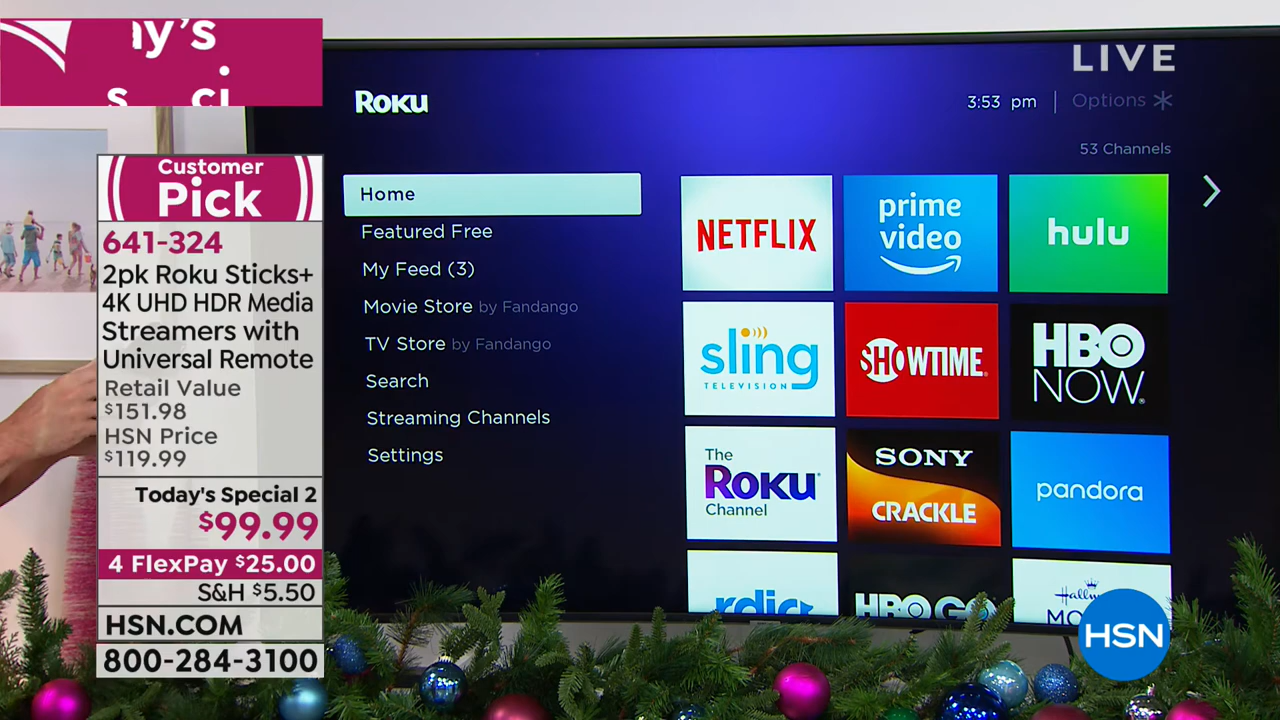 LIVE
Customer
Pick
641-324
2pk Roku Sticks+
4K UHD HDR Media
Streamers with
Universal Remote
Retail Value
$151.98
HSN Price
$119.99
Today's Special 2
$99.99
4 FlexPay $25.00
S&H $5.50
HSN.COM
800-284-3100
Roku
3:53 pm
Options
53 Channels
Home
Featured Free
My Feed (3)
Movie Store by Fandango
TV Store by Fandango
Search
Streaming Channels
Settings
NETFLIX
prime
video
hulu
sling
TELEVISION
SHOWTIME
HBO
NOW
The
Roku
Channel
SONY
CRACKLE
pandora
HBO GO
HSN